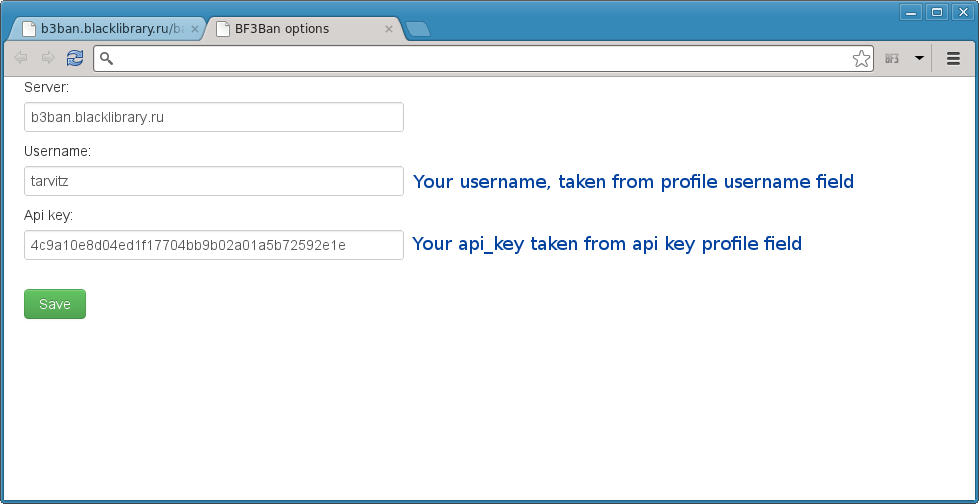 b3ban.blacklibrary.ru/ba
BF3Ban options
BF3
Server:
b3ban.blacklibrary.ru
Username:
tarvitz
Your username, taken from profile username field
Api key:
4c9a10e8d04ed1f17704bb9b02a01a5b72592e1e
Your api_key taken from api key profile field
Save